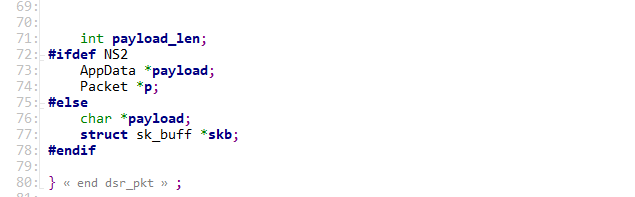 69:
70:
71: int payload_len;
72: #ifdef NS2
73: AppData *payload;
74: Packet *p;
75: #else
76: char *payload;
77: struct sk_buff *skb;
78: #endif
79:
80: } « end dsr_pkt » ;
81: